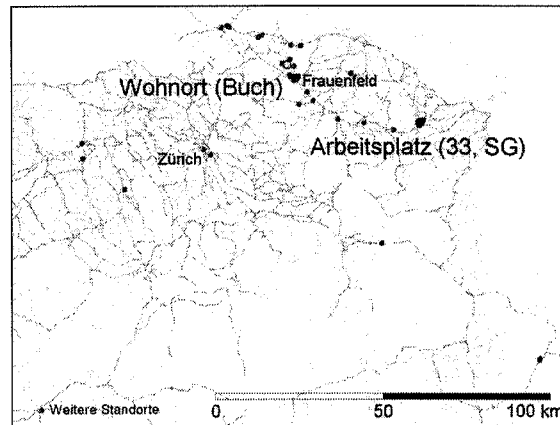 Wohnort (Buch)
Frauenfeld
Arbeitsplatz (33, SG)
Zürich
Weitere Standorte
0 50 100 km